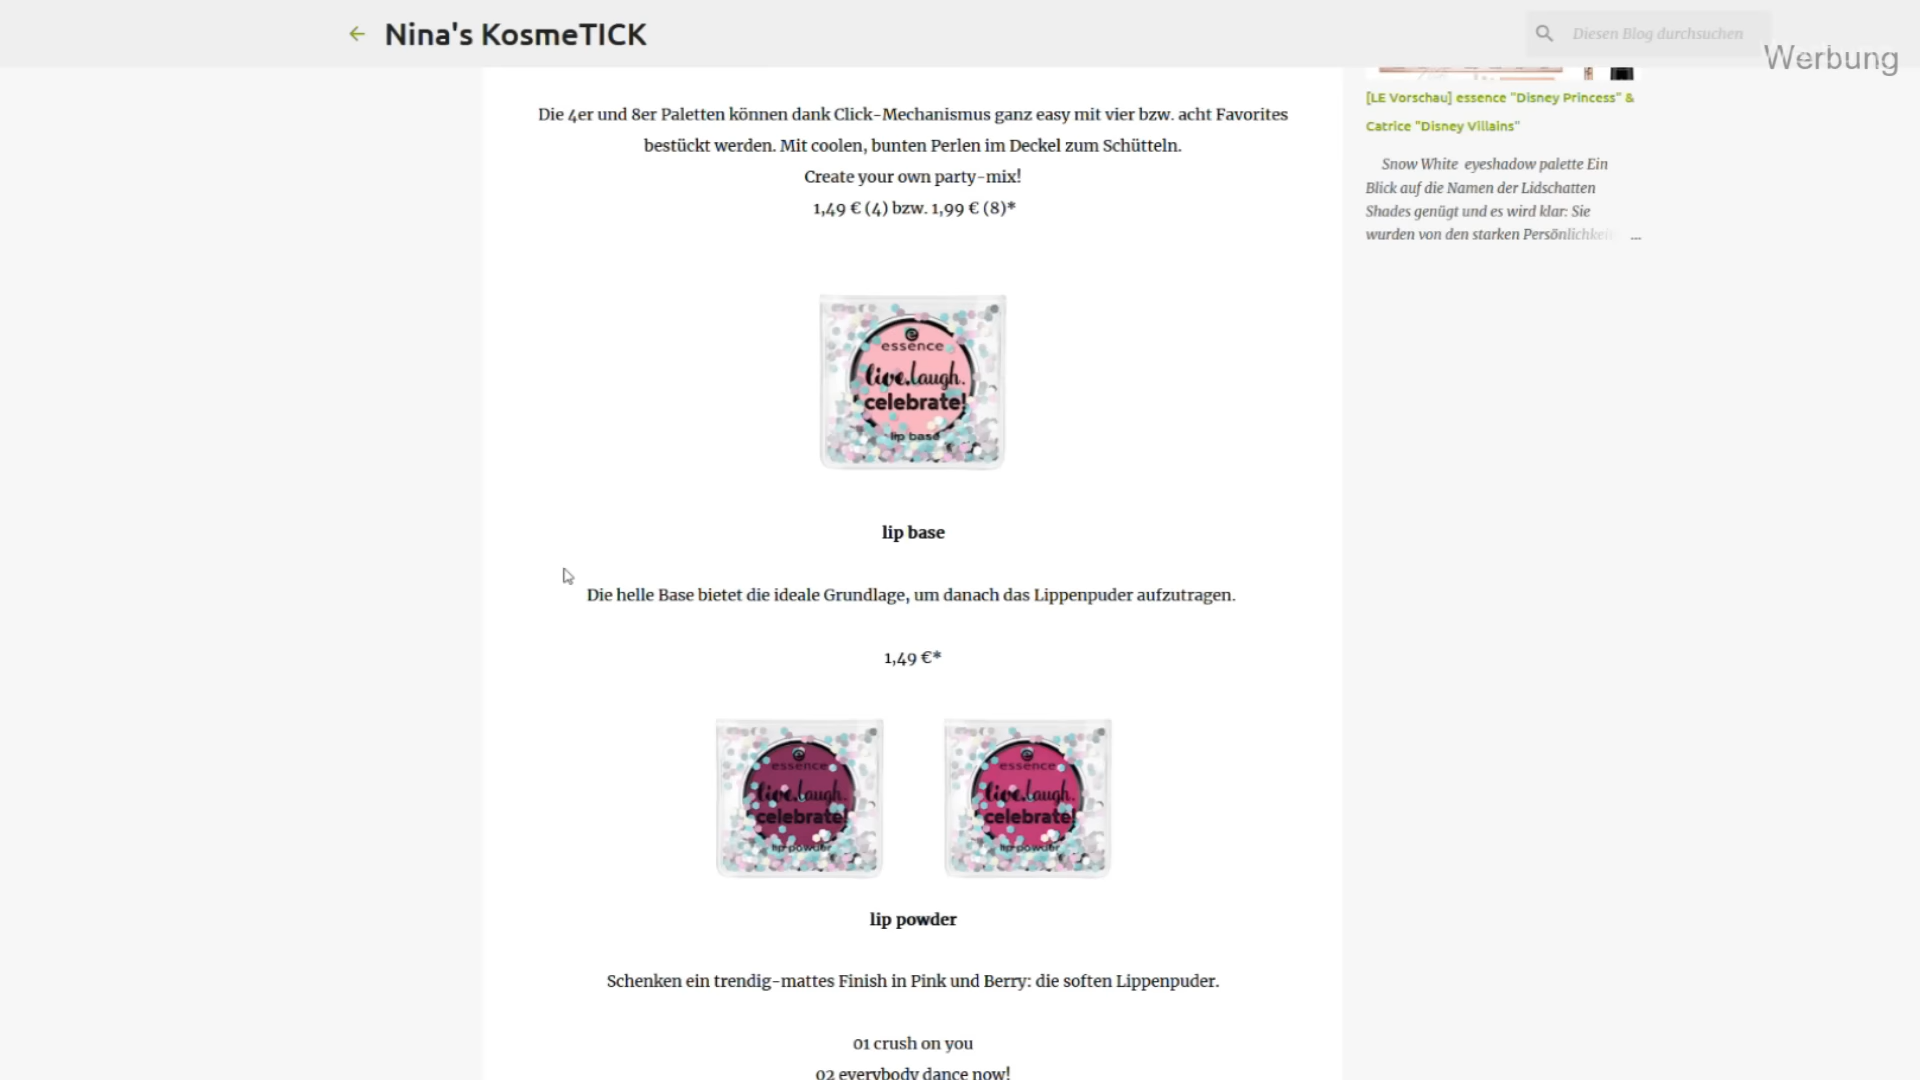 Nina's KosmeTICK
Diesen Blog durchsuchen
Werbung
Die 4er und 8er Paletten können dank Click-Mechanismus ganz easy mit vier bzw. acht Favorites
bestückt werden. Mit coolen, bunten Perlen im Deckel zum Schütteln.
Create your own party-mix!
1,49 € (4) bzw. 1,99 € (8)*
essence
live.laugh.
celebrate!
lip base
lip base
Die helle Base bietet die ideale Grundlage, um danach das Lippenpuder aufzutragen.
1,49 €*
essence
live.laugh.
celebrate!
lip powder
essence
live.laugh.
celebrate!
lip powder
lip powder
Schenken ein trendig-mattes Finish in Pink und Berry: die soften Lippenpuder.
01 crush on you
02 everybody dance now!
[LE Vorschau] essence "Disney Princess" &
Catrice "Disney Villains"
Snow White eyeshadow palette Ein
Blick auf die Namen der Lidschatten
Shades genügt und es wird klar: Sie
wurden von den starken Persönlichkeit ...